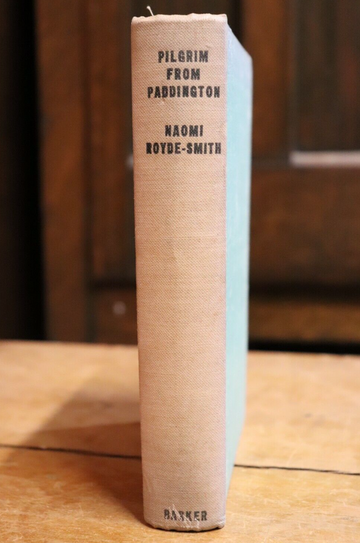 PILGRIM
FROM
PADDINGTON
NAOMI
ROYDE-SMITH
BARKER